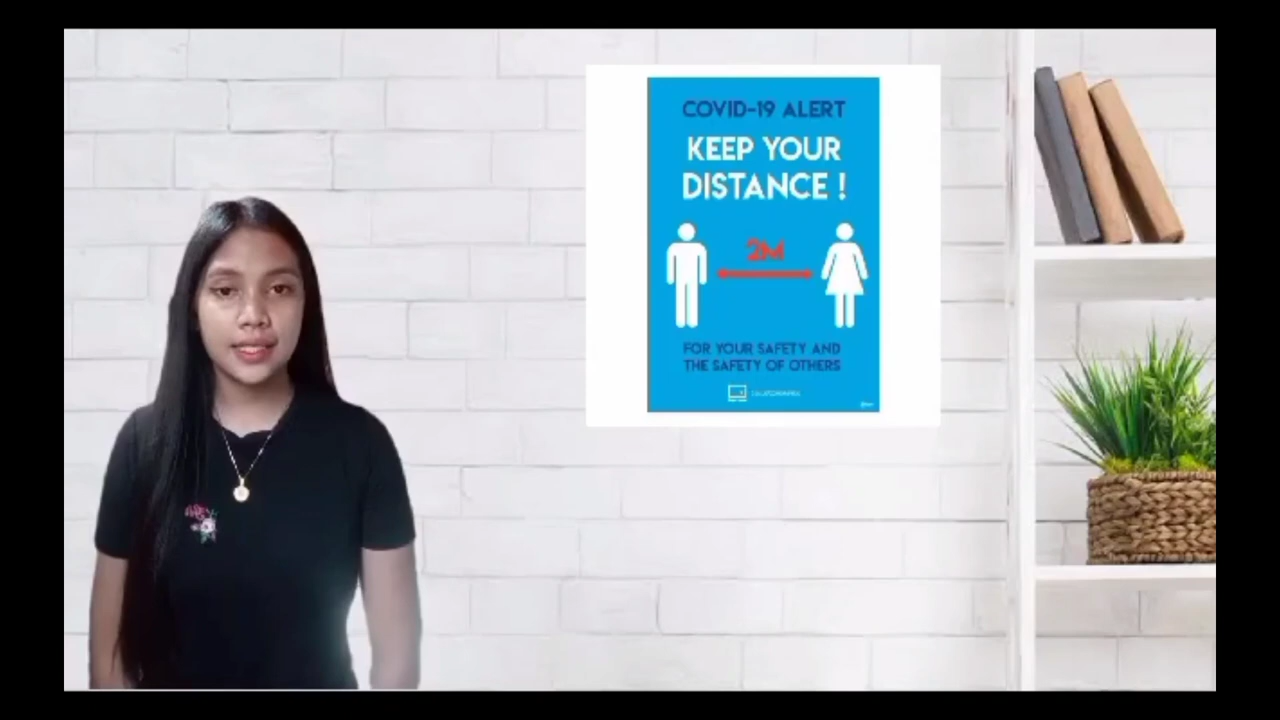 COVID-19 ALERT
KEEP YOUR
DISTANCE !
2M
FOR YOUR SAFETY AND
THE SAFETY OF OTHERS